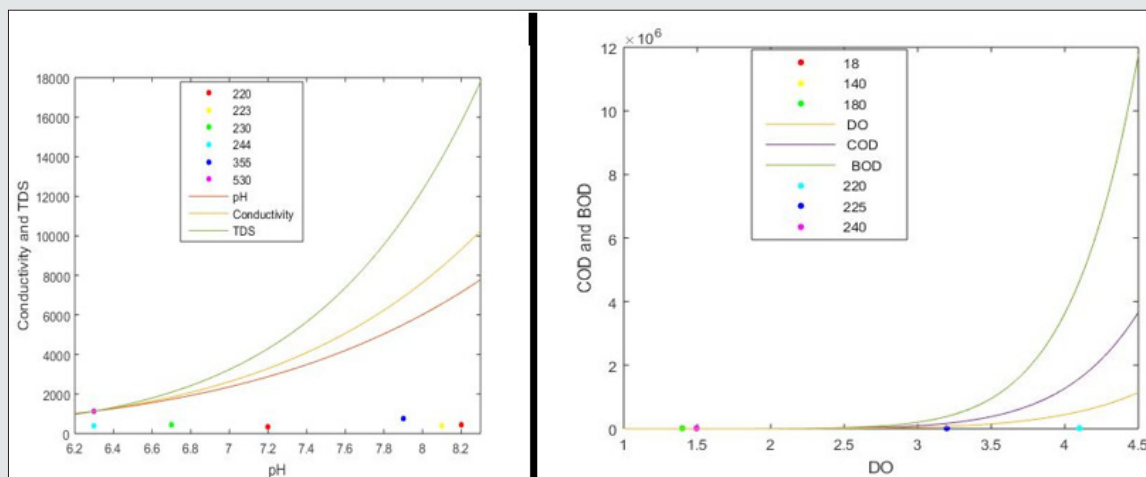 18000
16000
14000
12000
10000
8000
6000
4000
2000
0
Conductivity and TDS
220
223
230
244
355
530
pH
Conductivity
TDS
6.2 6.4 6.6 6.8 7 7.2 7.4 7.6 7.8 8 8.2
pH
×10⁶
12
10
8
6
4
2
0
COD and BOD
18
140
180
DO
COD
BOD
220
225
240
1 1.5 2 2.5 3 3.5 4 4.5
DO